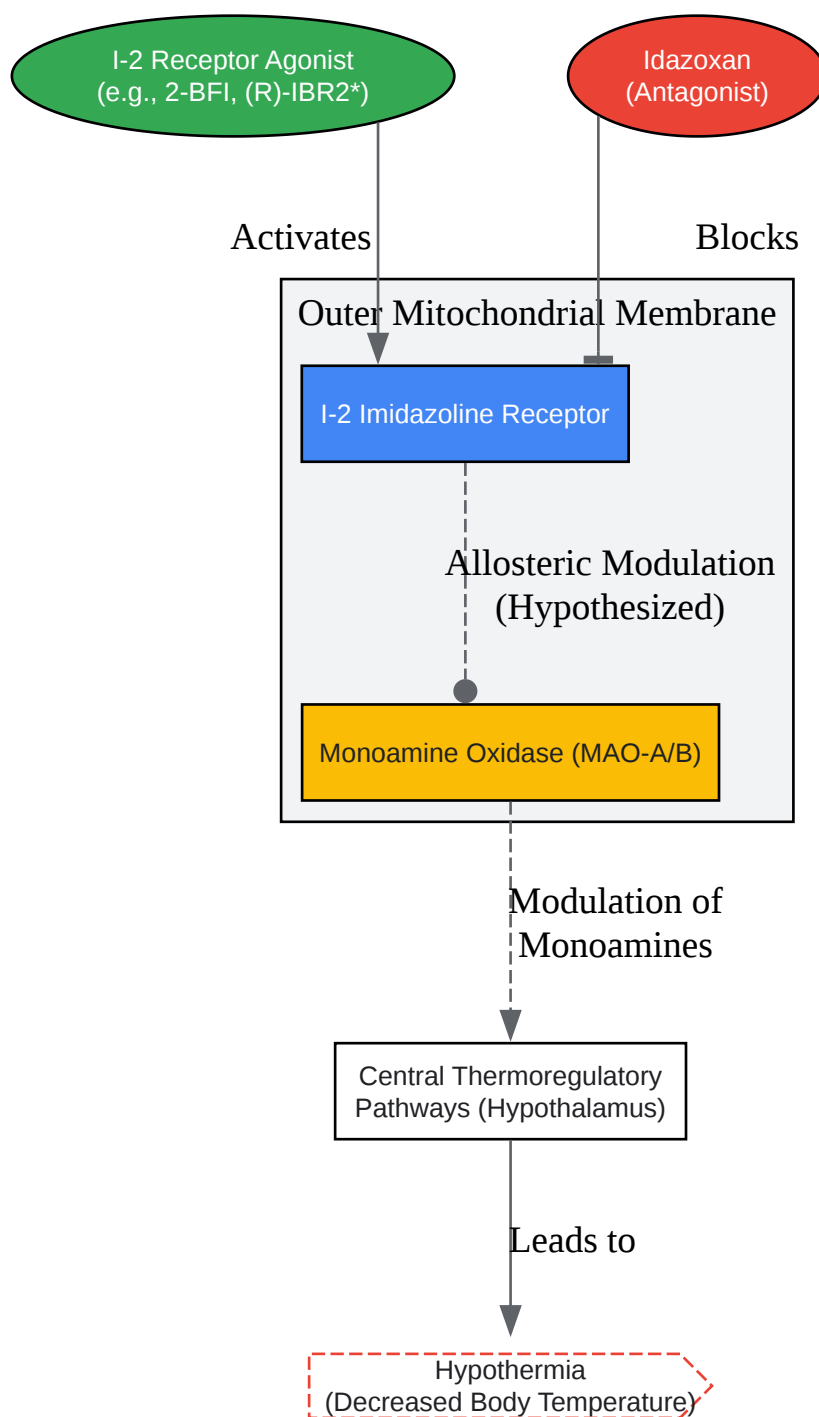 I-2 Receptor Agonist
(e.g., 2-BFI, (R)-IBR2*)
Idazoxan
(Antagonist)
Activates
Blocks
Outer Mitochondrial Membrane
I-2 Imidazoline Receptor
Allosteric Modulation
(Hypothesized)
Monoamine Oxidase (MAO-A/B)
Modulation of
Monoamines
Central Thermoregulatory
Pathways (Hypothalamus)
Leads to
Hypothermia
(Decreased Body Temperature)